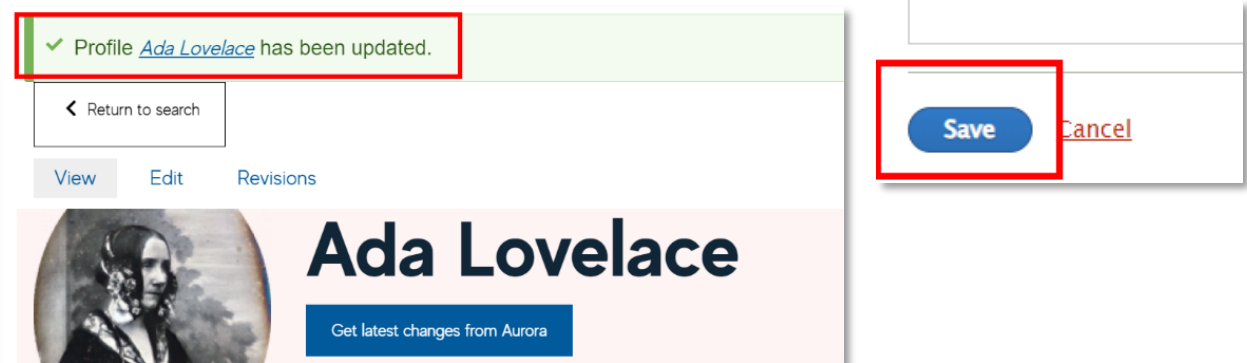 Profile Ada Lovelace has been updated.
Return to search
View Edit Revisions
Ada Lovelace
Get latest changes from Aurora
Save Cancel